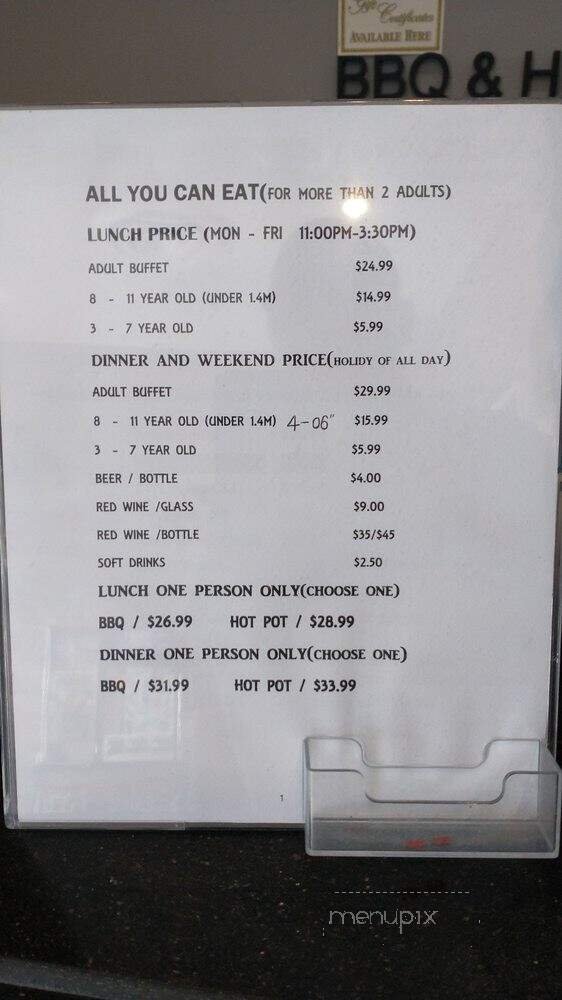 Gift
Certificates
AVAILABLE HERE
BBQ & H
ALL YOU CAN EAT(FOR MORE THAN 2 ADULTS)
LUNCH PRICE (MON - FRI 11:00PM-3:30PM)
ADULT BUFFET $24.99
8 - 11 YEAR OLD (UNDER 1.4M) $14.99
3 - 7 YEAR OLD $5.99
DINNER AND WEEKEND PRICE(HOLIDY OF ALL DAY)
ADULT BUFFET $29.99
8 - 11 YEAR OLD (UNDER 1.4M) 4-06" $15.99
3 - 7 YEAR OLD $5.99
BEER / BOTTLE $4.00
RED WINE /GLASS $9.00
RED WINE /BOTTLE $35/$45
SOFT DRINKS $2.50
LUNCH ONE PERSON ONLY(CHOOSE ONE)
BBQ / $26.99 HOT POT / $28.99
DINNER ONE PERSON ONLY(CHOOSE ONE)
BBQ / $31.99 HOT POT / $33.99
1
menupix